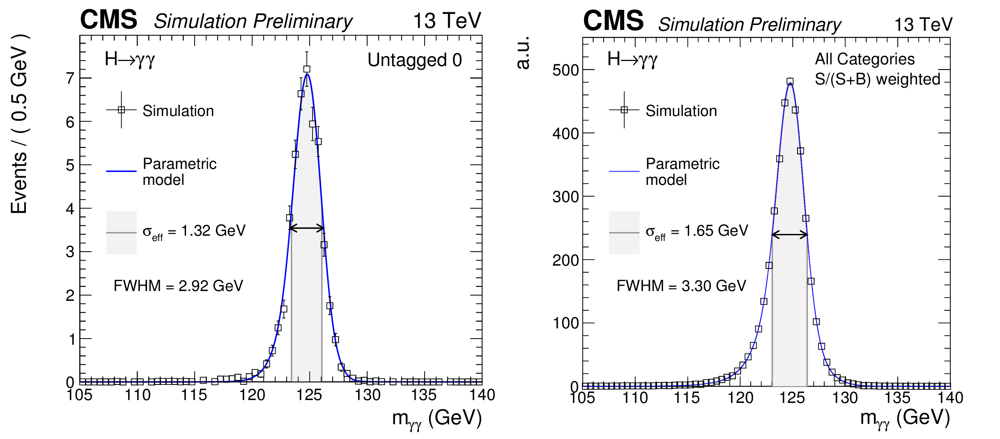 CMS Simulation Preliminary 13 TeV
Events / ( 0.5 GeV )
H→γγ
Untagged 0
Simulation
Parametric
model
σeff = 1.32 GeV
FWHM = 2.92 GeV
7
6
5
4
3
2
1
0
105 110 115 120 125 130 135 140
mγγ (GeV)
CMS Simulation Preliminary 13 TeV
a.u.
H→γγ
All Categories
S/(S+B) weighted
Simulation
Parametric
model
σeff = 1.65 GeV
FWHM = 3.30 GeV
500
400
300
200
100
0
105 110 115 120 125 130 135 140
mγγ (GeV)